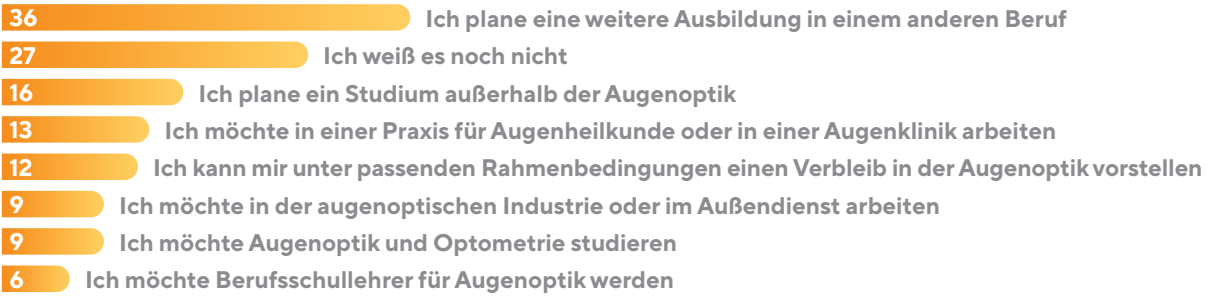 36 Ich plane eine weitere Ausbildung in einem anderen Beruf
27 Ich weiß es noch nicht
16 Ich plane ein Studium außerhalb der Augenoptik
13 Ich möchte in einer Praxis für Augenheilkunde oder in einer Augenklinik arbeiten
12 Ich kann mir unter passenden Rahmenbedingungen einen Verbleib in der Augenoptik vorstellen
9 Ich möchte in der augenoptischen Industrie oder im Außendienst arbeiten
9 Ich möchte Augenoptik und Optometrie studieren
6 Ich möchte Berufsschullehrer für Augenoptik werden